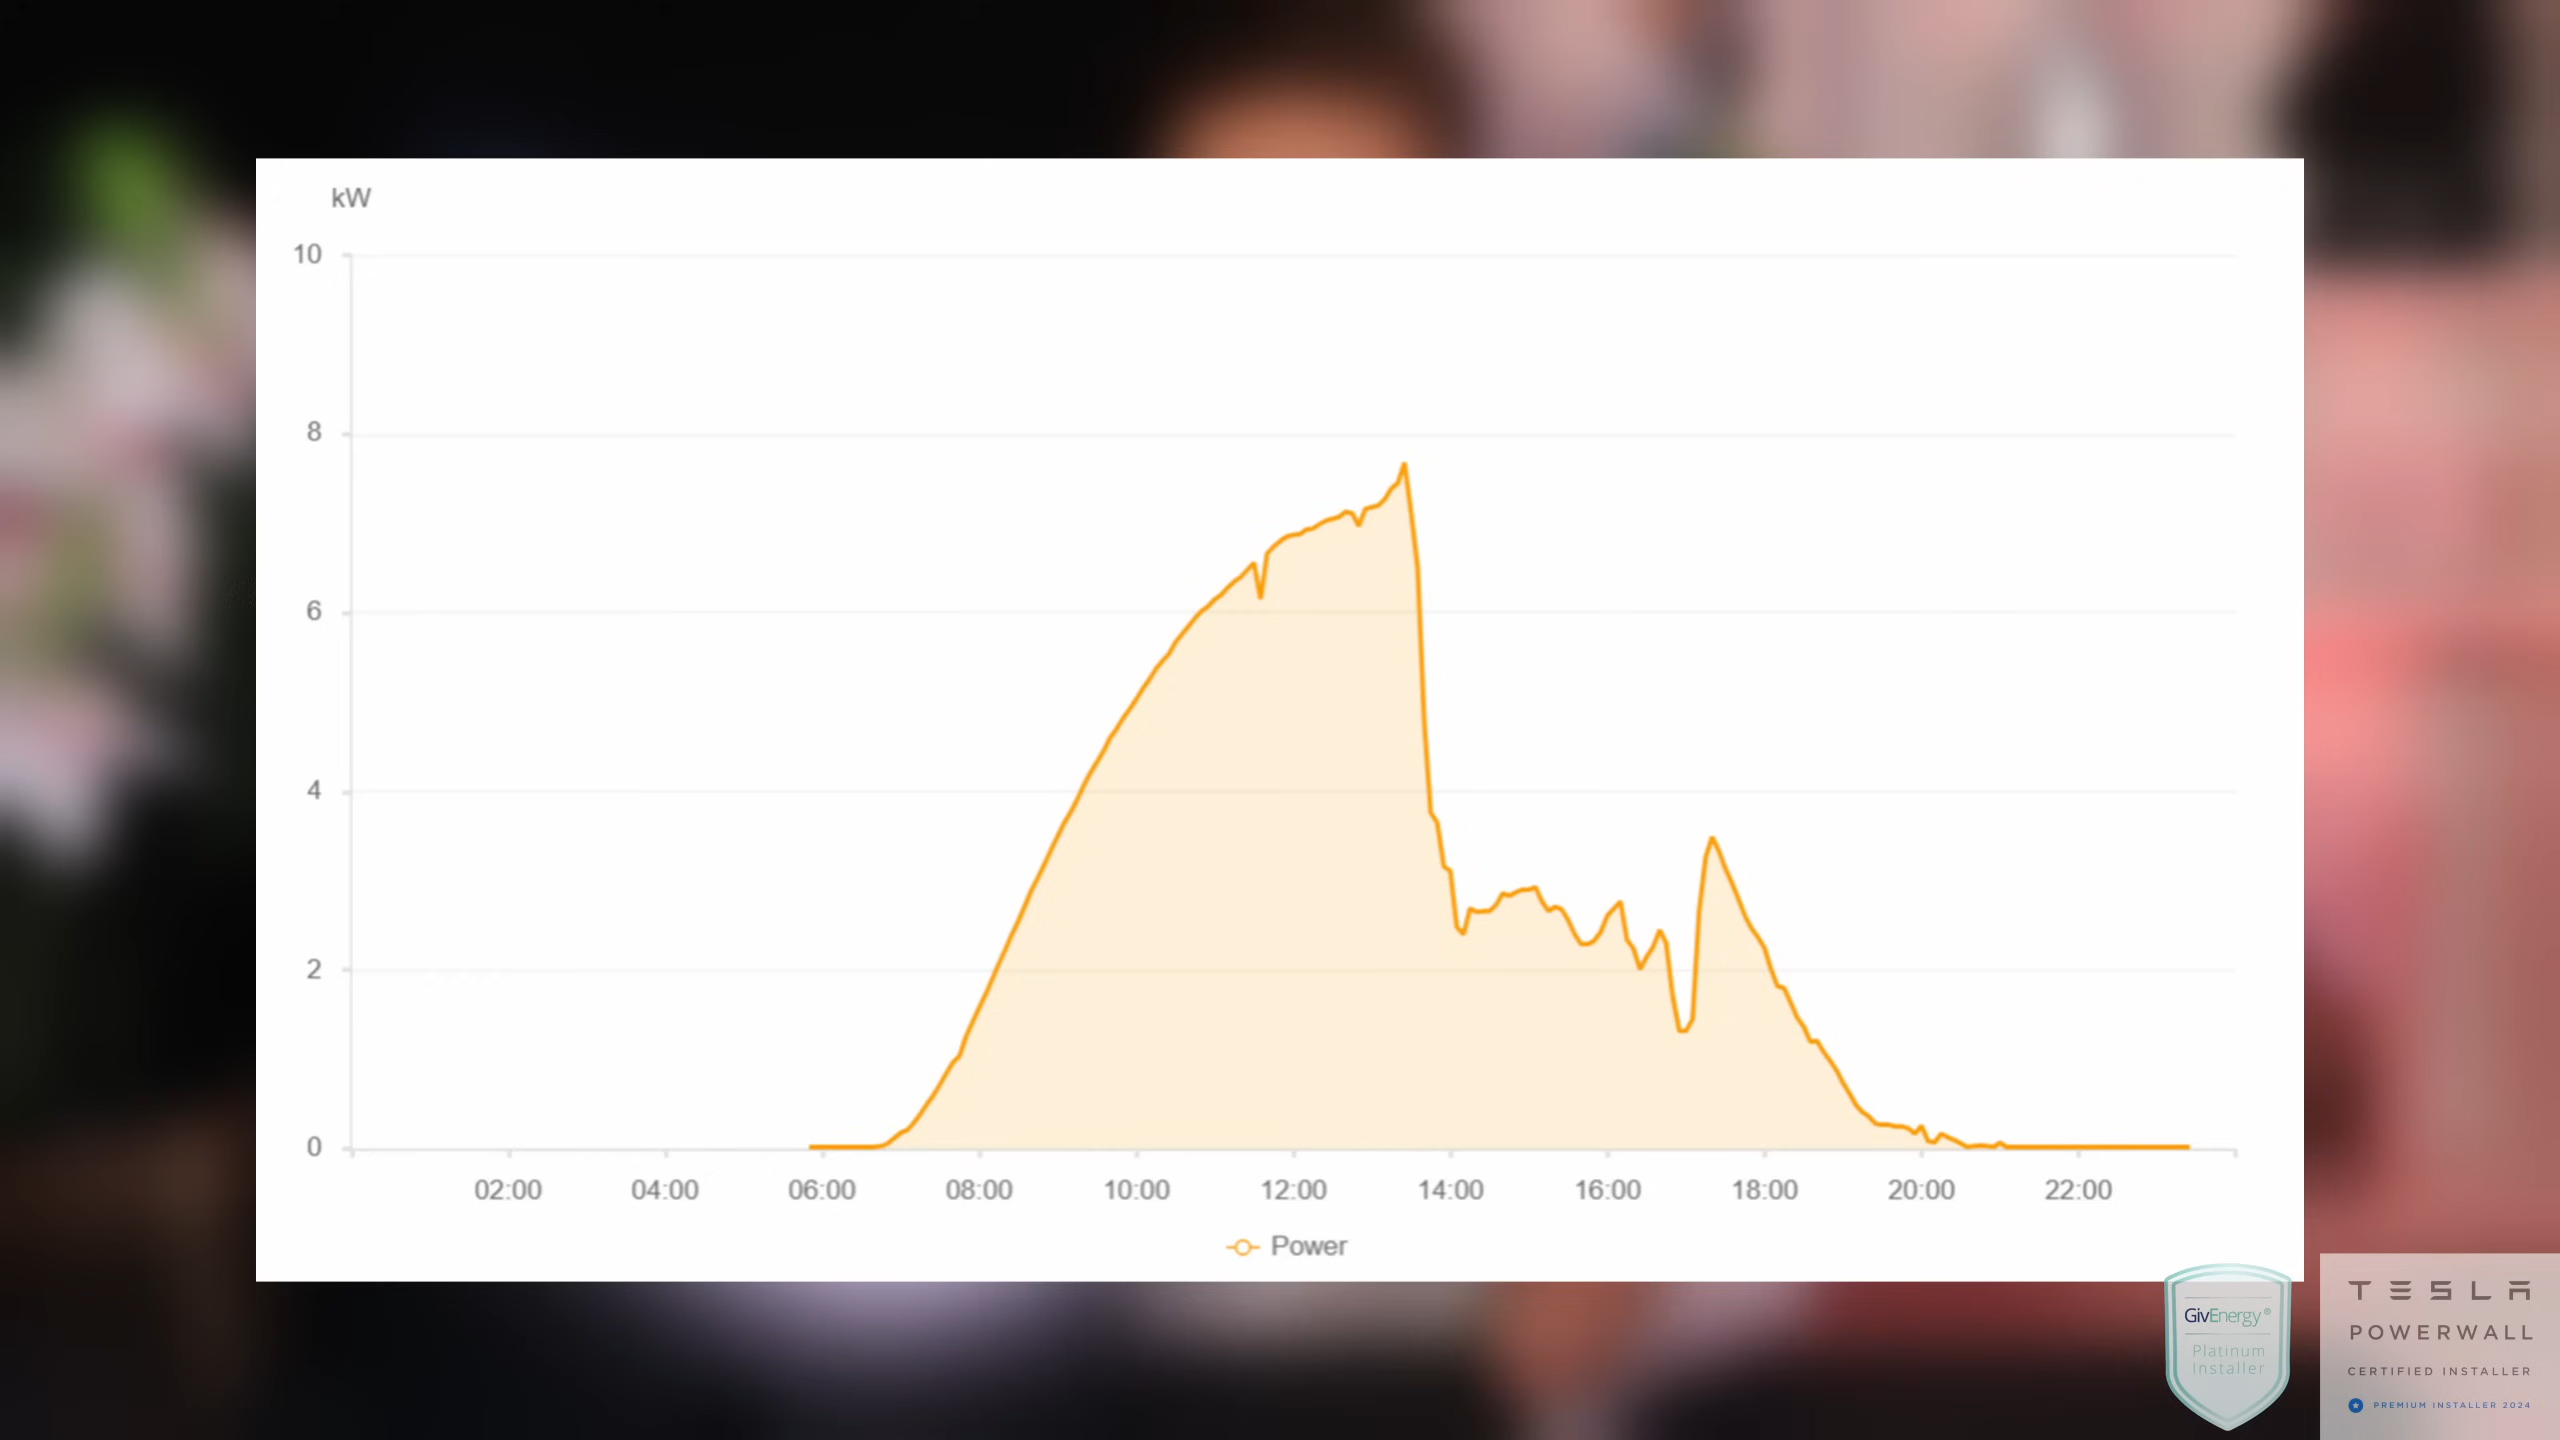 kW
10
8
6
4
2
0
02:00 04:00 06:00 08:00 10:00 12:00 14:00 16:00 18:00 20:00 22:00
Power
GivEnergy®
Platinum
Installer
TESLA
POWERWALL
CERTIFIED INSTALLER
PREMIUM INSTALLER 2024